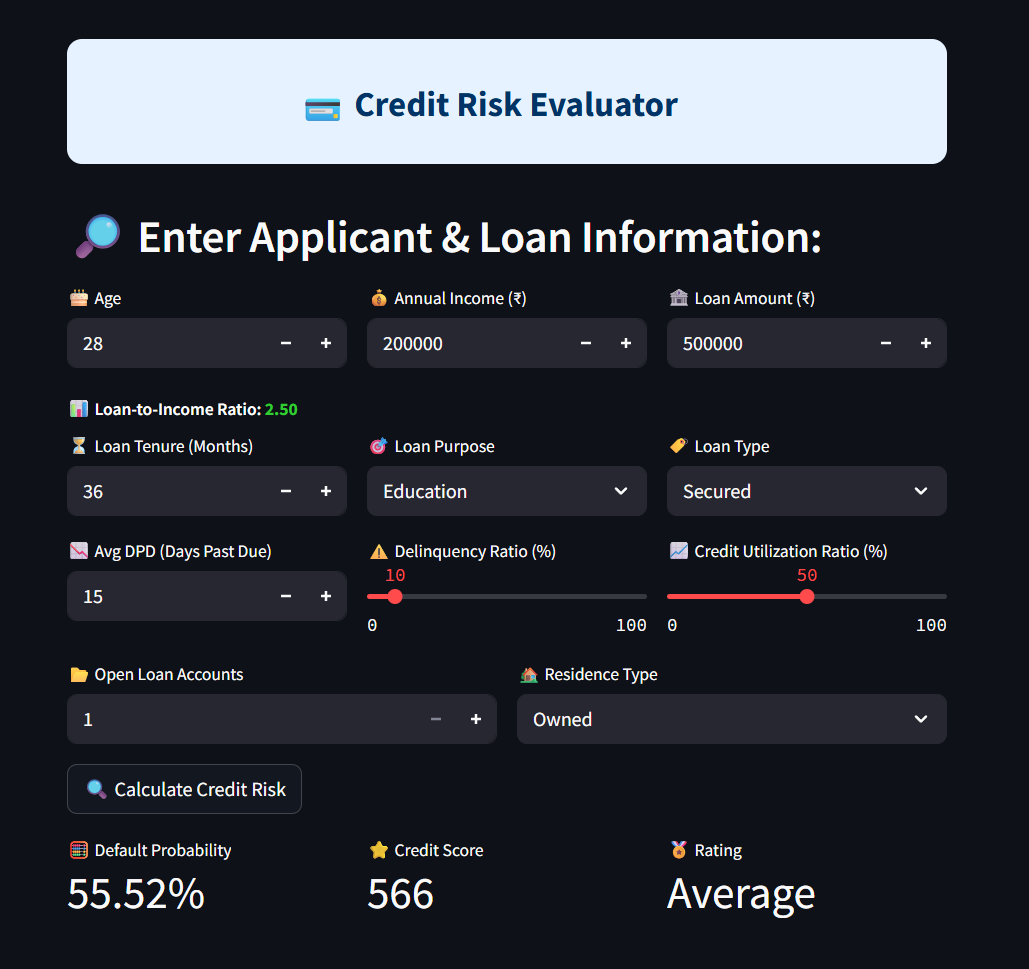 Credit Risk Evaluator
Enter Applicant & Loan Information:
Age
Annual Income (₹)
Loan Amount (₹)
28
200000
500000
Loan-to-Income Ratio: 2.50
Loan Tenure (Months)
Loan Purpose
Loan Type
36
Education
Secured
Avg DPD (Days Past Due)
Delinquency Ratio (%)
Credit Utilization Ratio (%)
15
10
0 100
50
0 100
Open Loan Accounts
Residence Type
1
Owned
Calculate Credit Risk
Default Probability
Credit Score
Rating
55.52%
566
Average